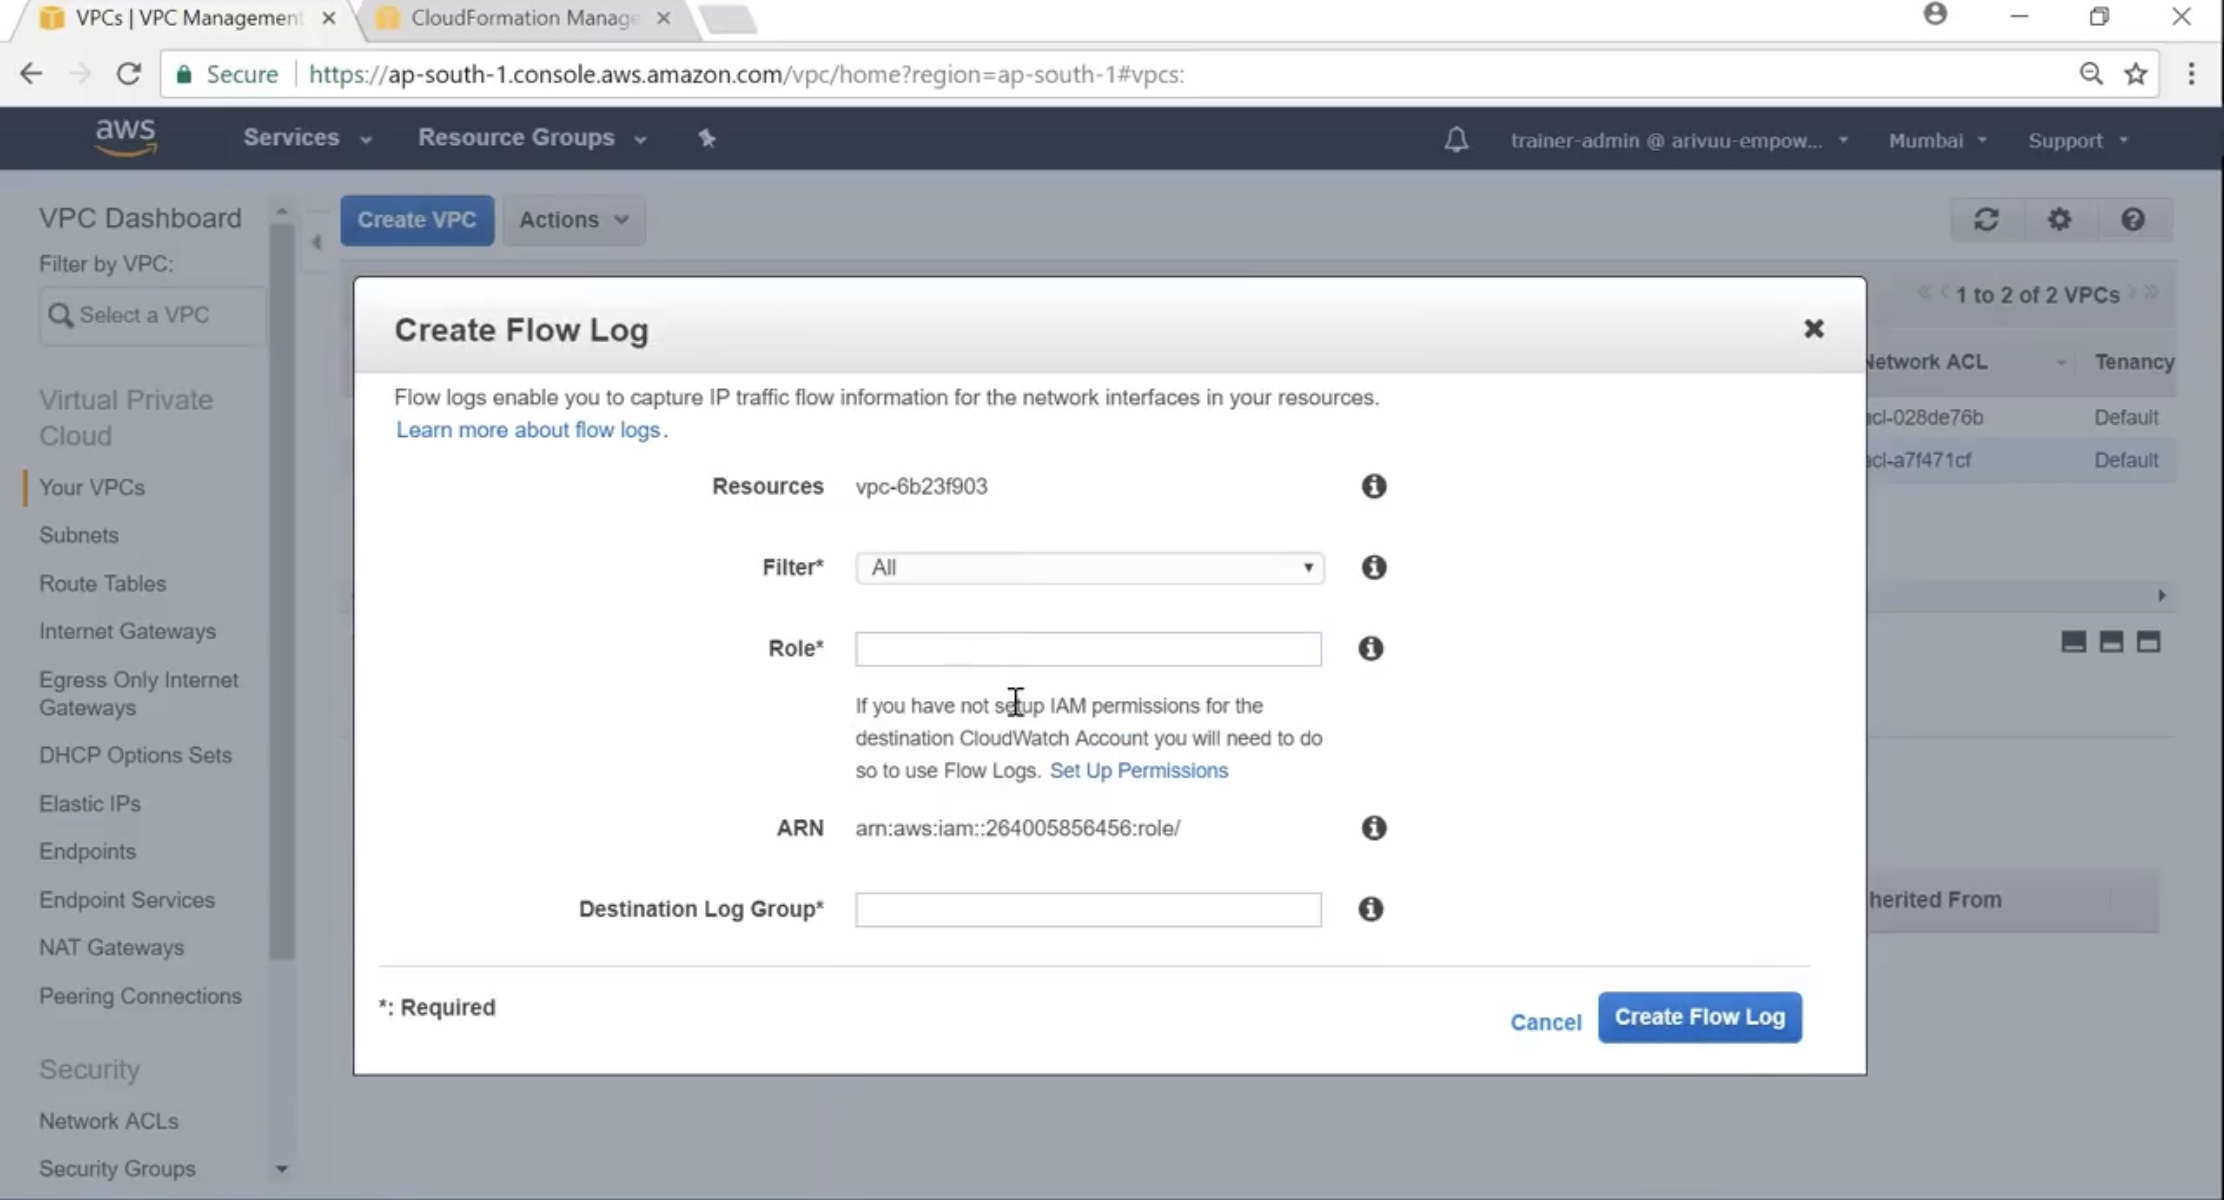 VPCs | VPC Management
CloudFormation Manage
Secure
https://ap-south-1.console.aws.amazon.com/vpc/home?region=ap-south-1#vpcs:
aws
Services
Resource Groups
trainer-admin @ arivuu-empow...
Mumbai
Support
VPC Dashboard
Filter by VPC:
Select a VPC
Virtual Private
Cloud
Your VPCs
Subnets
Route Tables
Internet Gateways
Egress Only Internet
Gateways
DHCP Options Sets
Elastic IPs
Endpoints
Endpoint Services
NAT Gateways
Peering Connections
Security
Network ACLs
Security Groups
Create VPC
Actions
1 to 2 of 2 VPCs
Network ACL
Tenancy
acl-028de76b
Default
acl-a7f471cf
Default
herited From
Create Flow Log
Flow logs enable you to capture IP traffic flow information for the network interfaces in your resources.
Learn more about flow logs.
Resources
vpc-6b23f903
Filter*
All
Role*
If you have not setup IAM permissions for the
destination CloudWatch Account you will need to do
so to use Flow Logs. Set Up Permissions
ARN
arn:aws:iam::264005856456:role/
Destination Log Group*
*: Required
Cancel
Create Flow Log